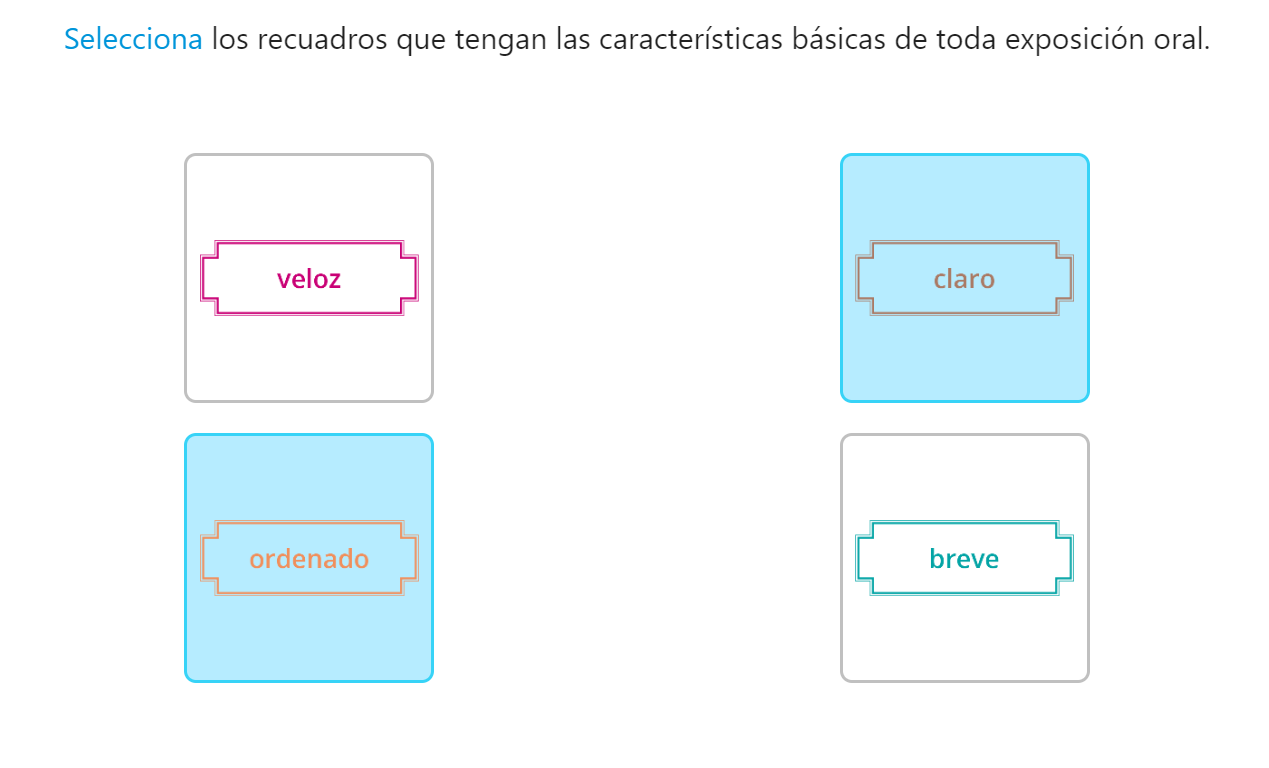 Selecciona los recuadros que tengan las características básicas de toda exposición oral.
veloz
claro
ordenado
breve